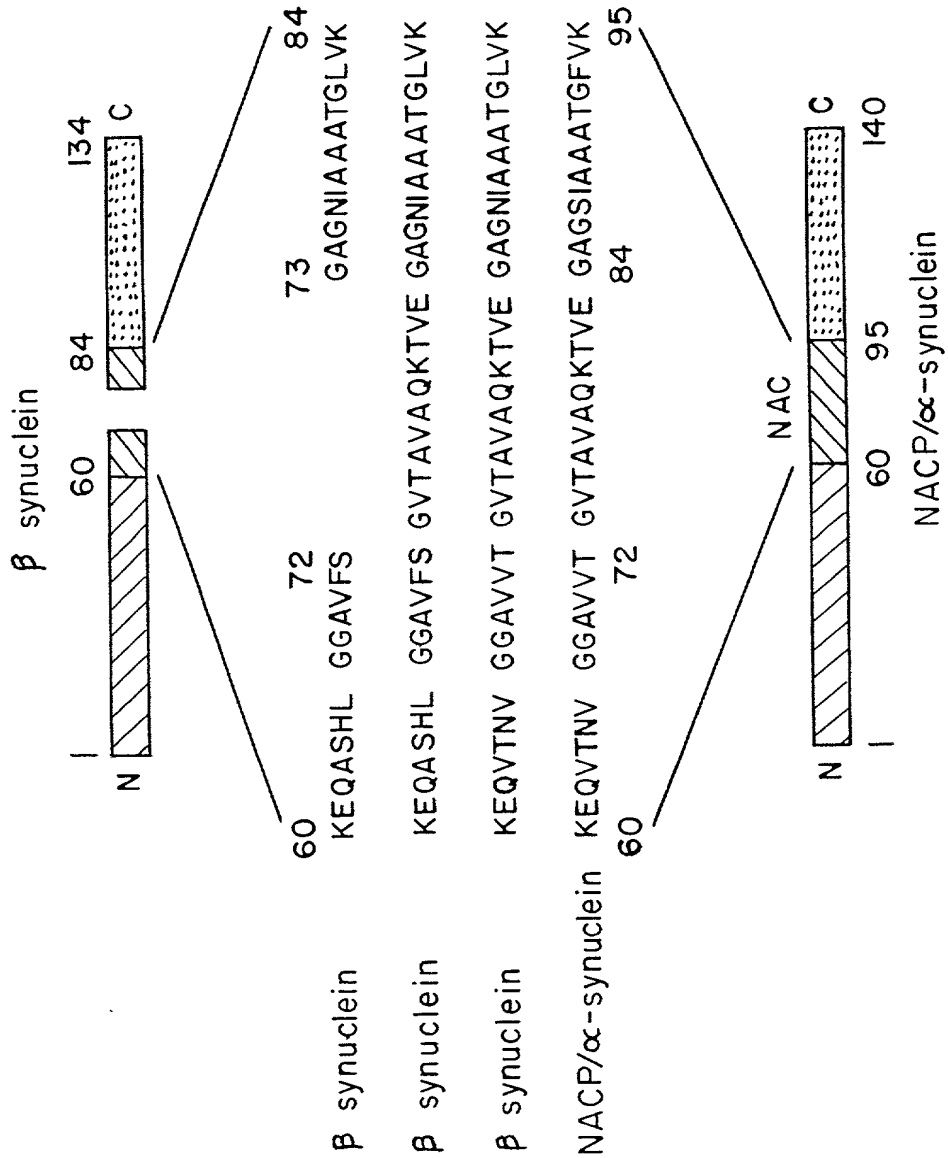 β synuclein
1 60 84 134
N C
60 72 73 84
β synuclein KEQASHL GGAVFS GAGNIAAATGLVK
β synuclein KEQASHL GGAVFS GVTAVAQKTVE GAGNIAAATGLVK
β synuclein KEQVTNV GGAVVT GVTAVAQKTVE GAGNIAAATGLVK
NACP/α-synuclein KEQVTNV GGAVVT GVTAVAQKTVE GAGSIAAATGFVK
60 72 84 95
NAC
N C
1 60 95 140
NACP/α-synuclein